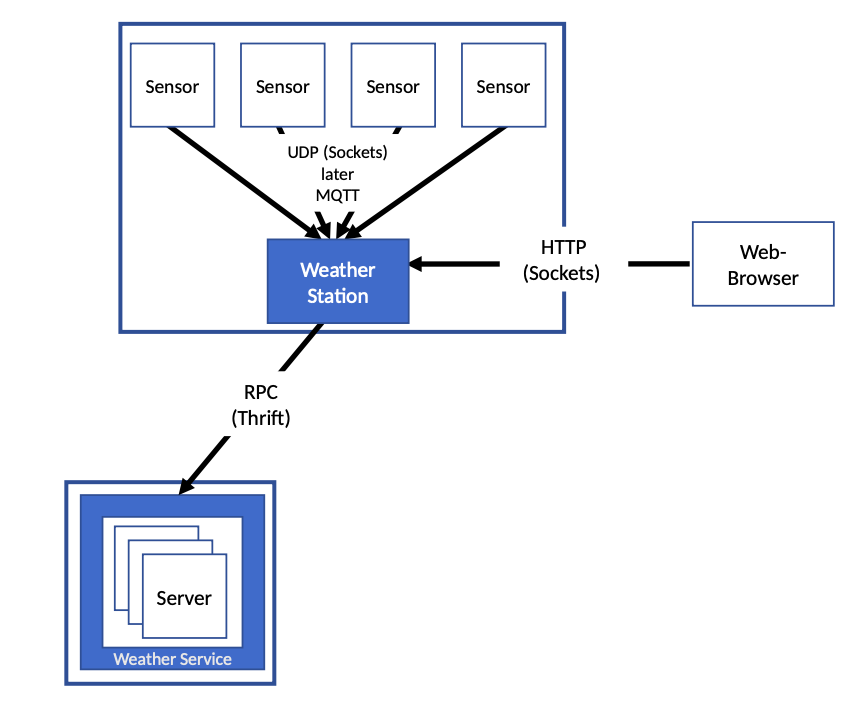 Sensor
Sensor
Sensor
Sensor
UDP (Sockets)
later
MQTT
Weather
Station
HTTP
(Sockets)
Web-
Browser
RPC
(Thrift)
Server
Weather Service